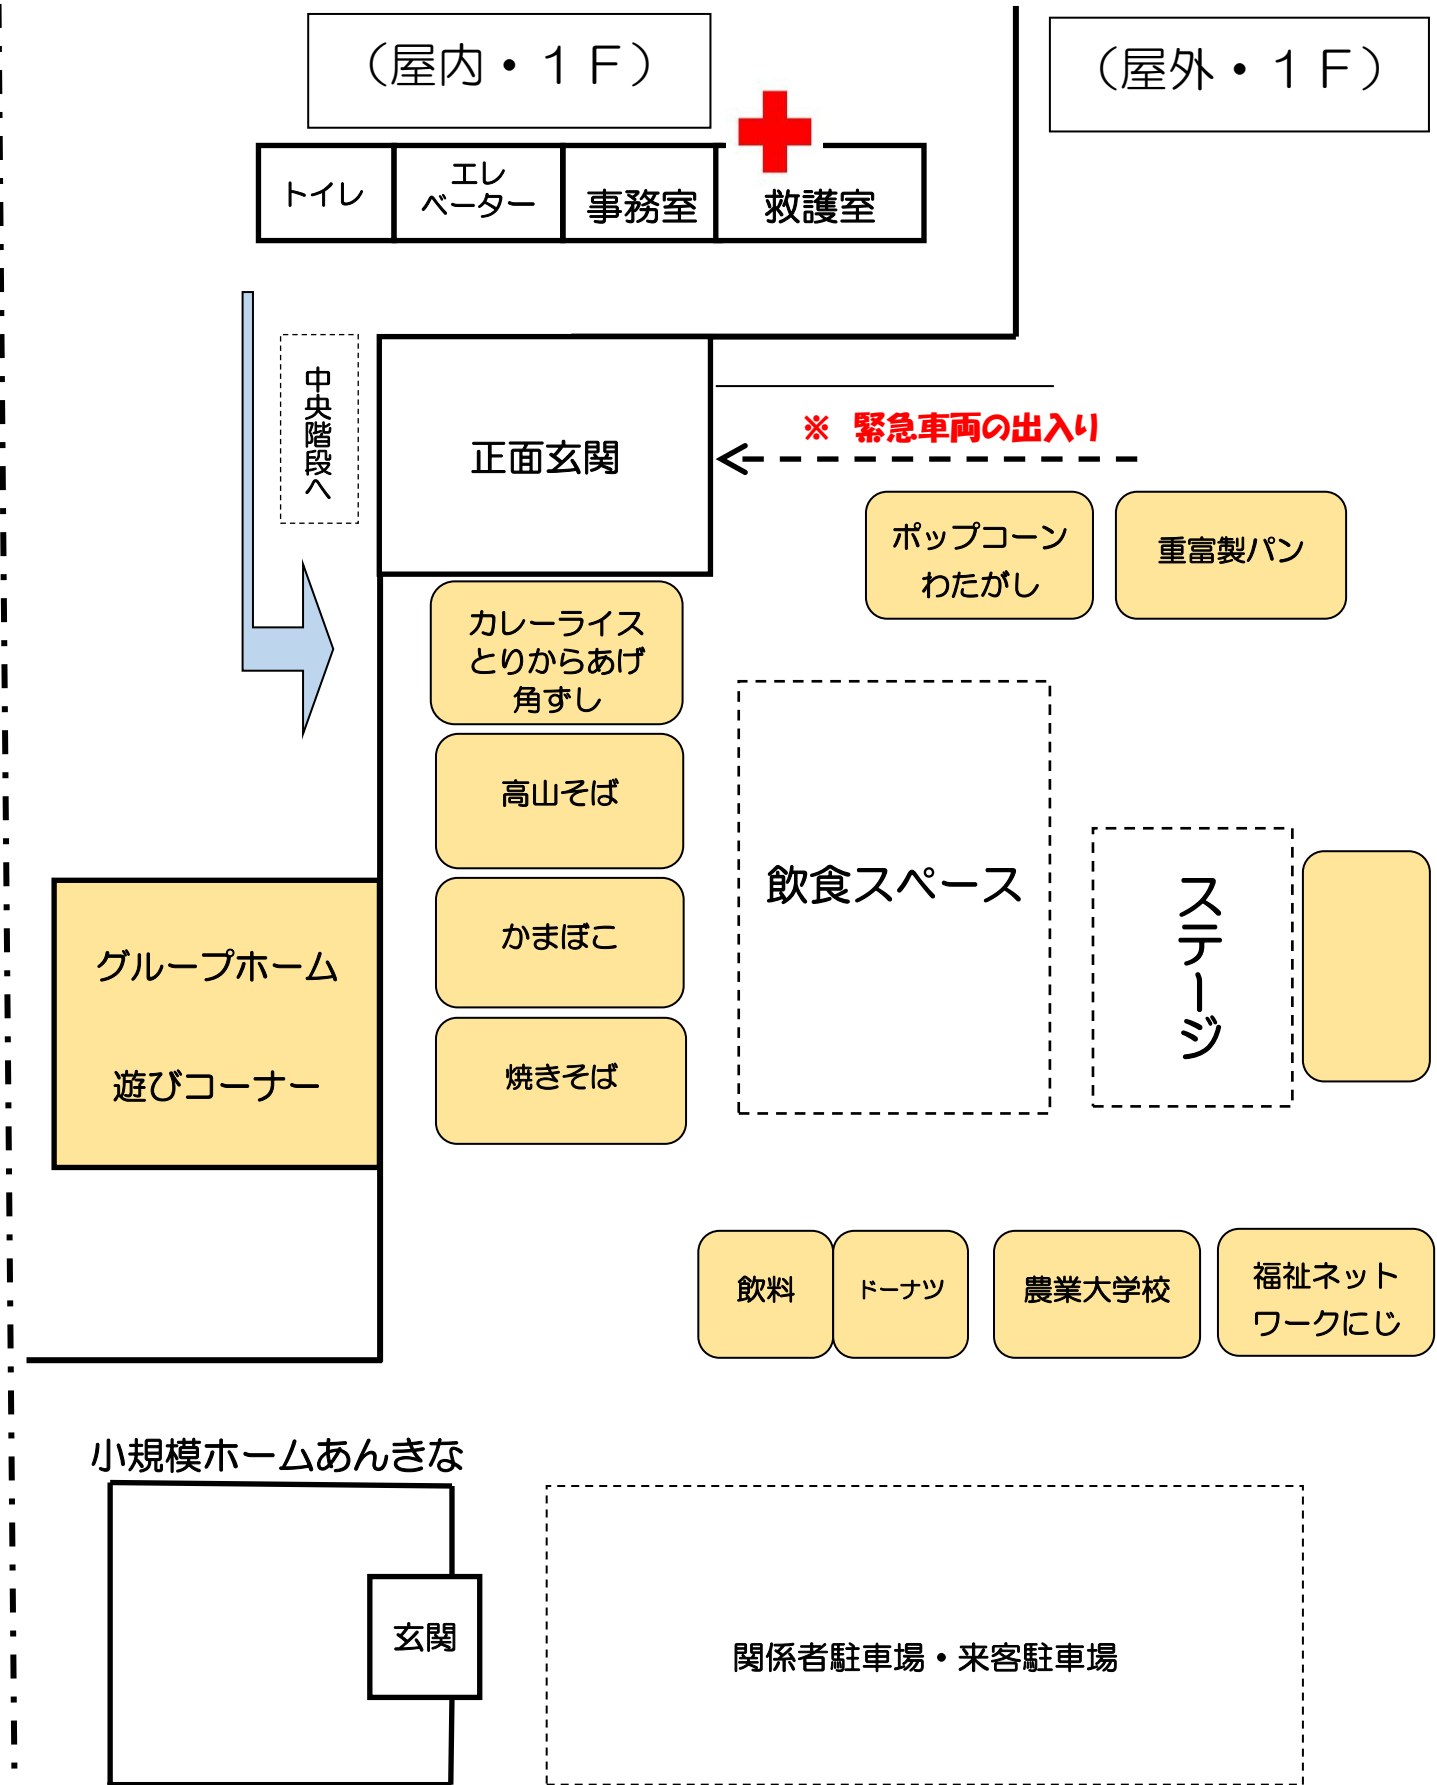 （屋内・１Ｆ）
（屋外・１Ｆ）
トイレ
エレ
ベーター
事務室
救護室
中央階段へ
正面玄関
※　緊急車両の出入り
ポップコーン
わたがし
重富製パン
カレーライス
とりからあげ
角ずし
高山そば
かまぼこ
焼きそば
飲食スペース
ステージ
グループホーム
遊びコーナー
飲料
ドーナツ
農業大学校
福祉ネット
ワークにじ
小規模ホームあんきな
玄関
関係者駐車場・来客駐車場